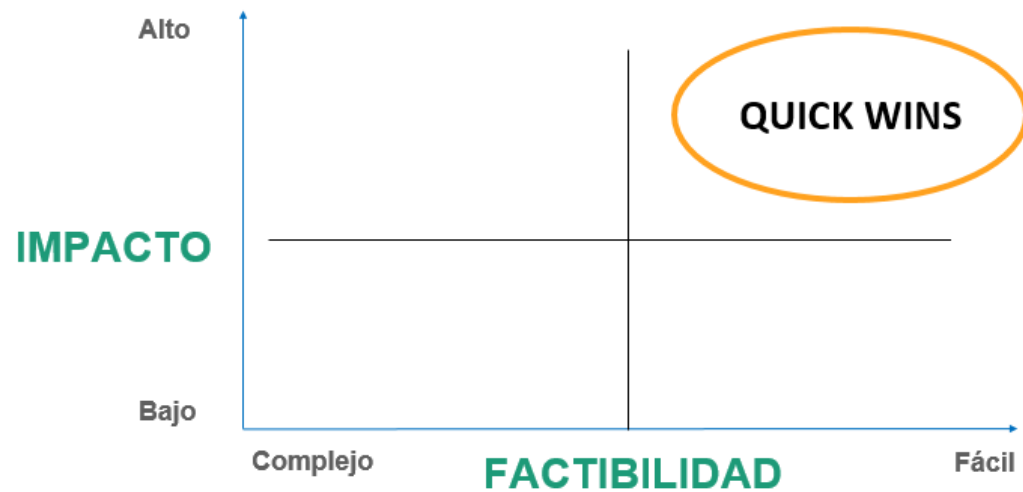 Alto
QUICK WINS
IMPACTO
Bajo
Complejo
FACTIBILIDAD
Fácil